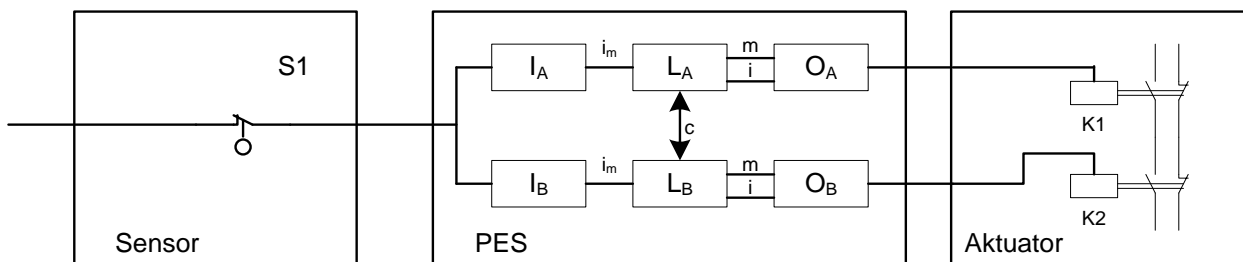 S1
I_A
i_m
L_A
m
i
O_A
K1
c
I_B
i_m
L_B
m
i
O_B
K2
Sensor
PES
Aktuator